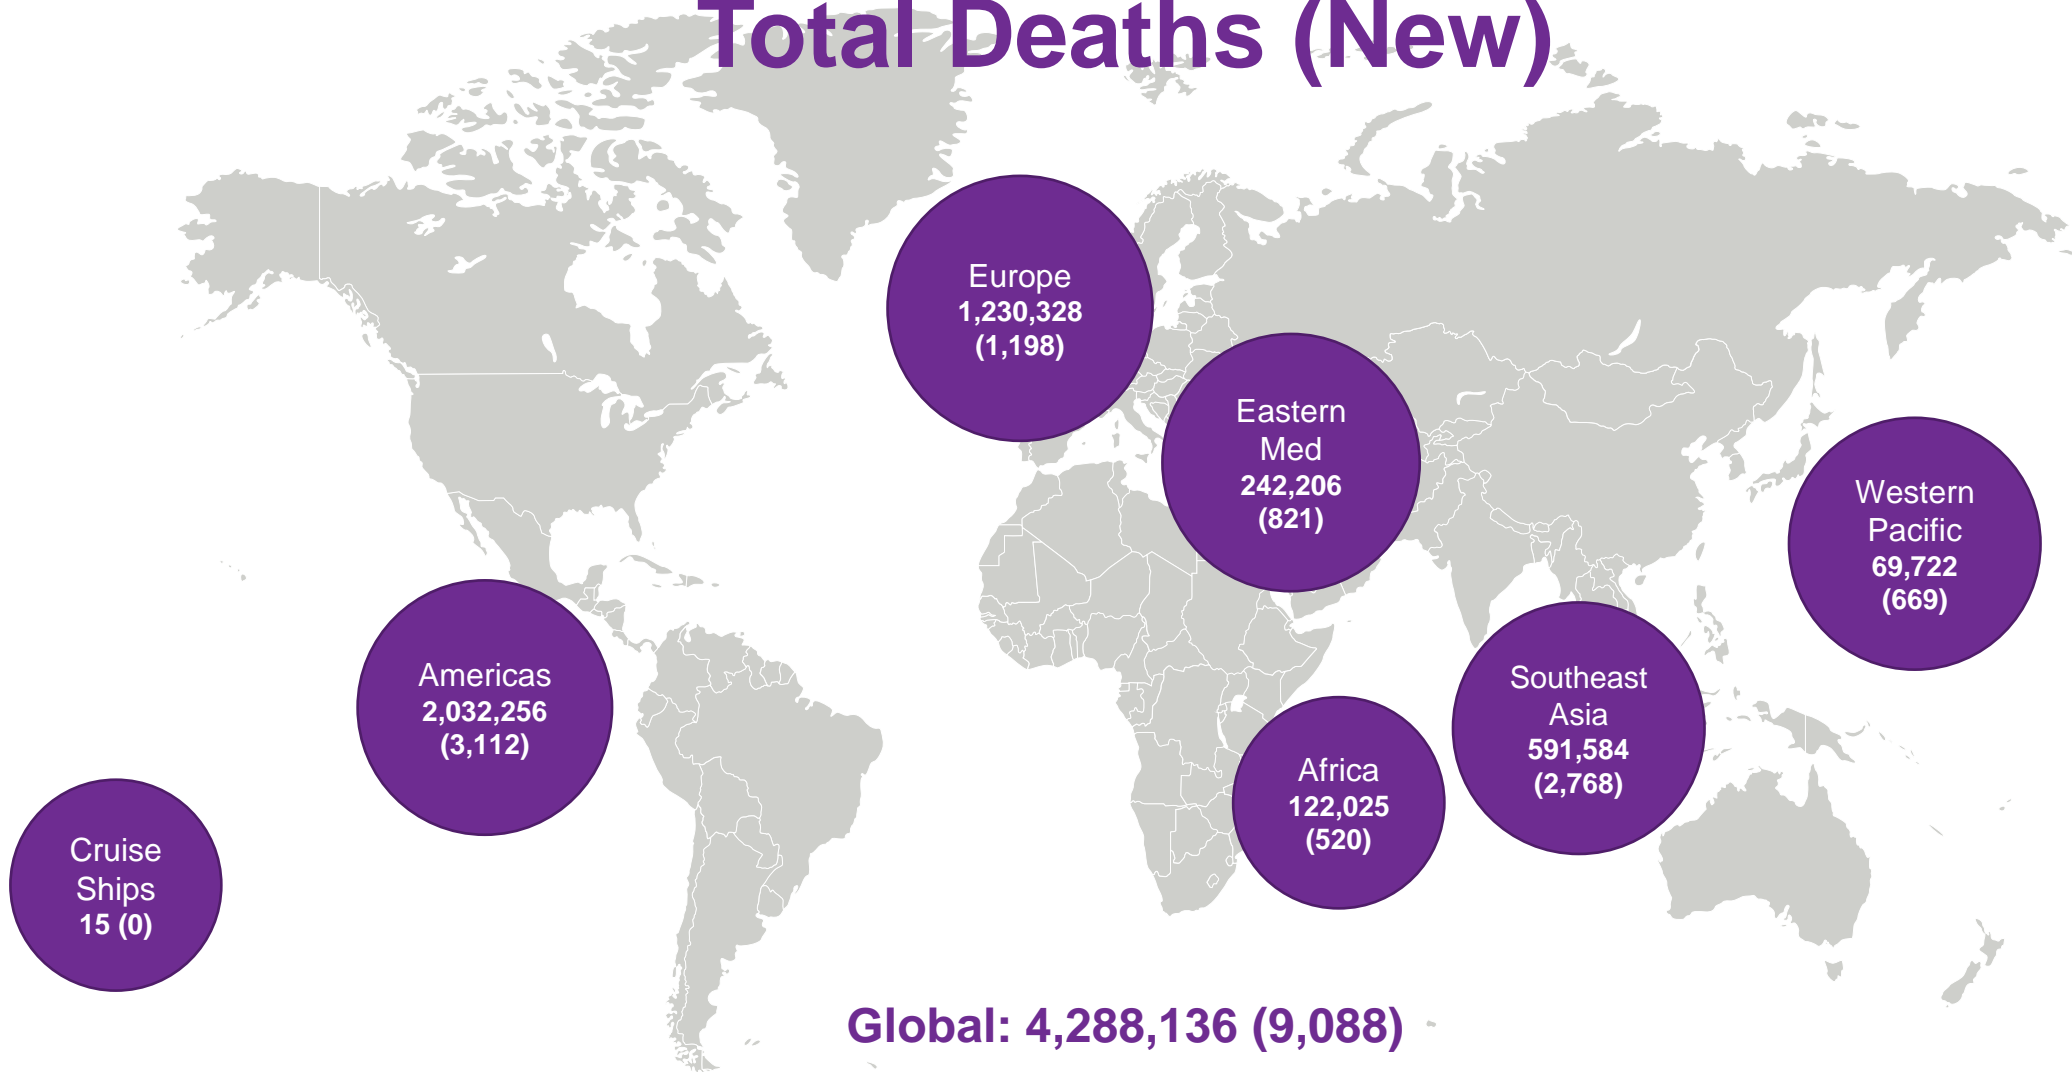 Total Deaths (New)
Europe
1,230,328
(1,198)
Eastern
Med
242,206
(821)
Western
Pacific
69,722
(669)
Americas
2,032,256
(3,112)
Southeast
Asia
591,584
(2,768)
Africa
122,025
(520)
Cruise
Ships
15 (0)
Global: 4,288,136 (9,088)